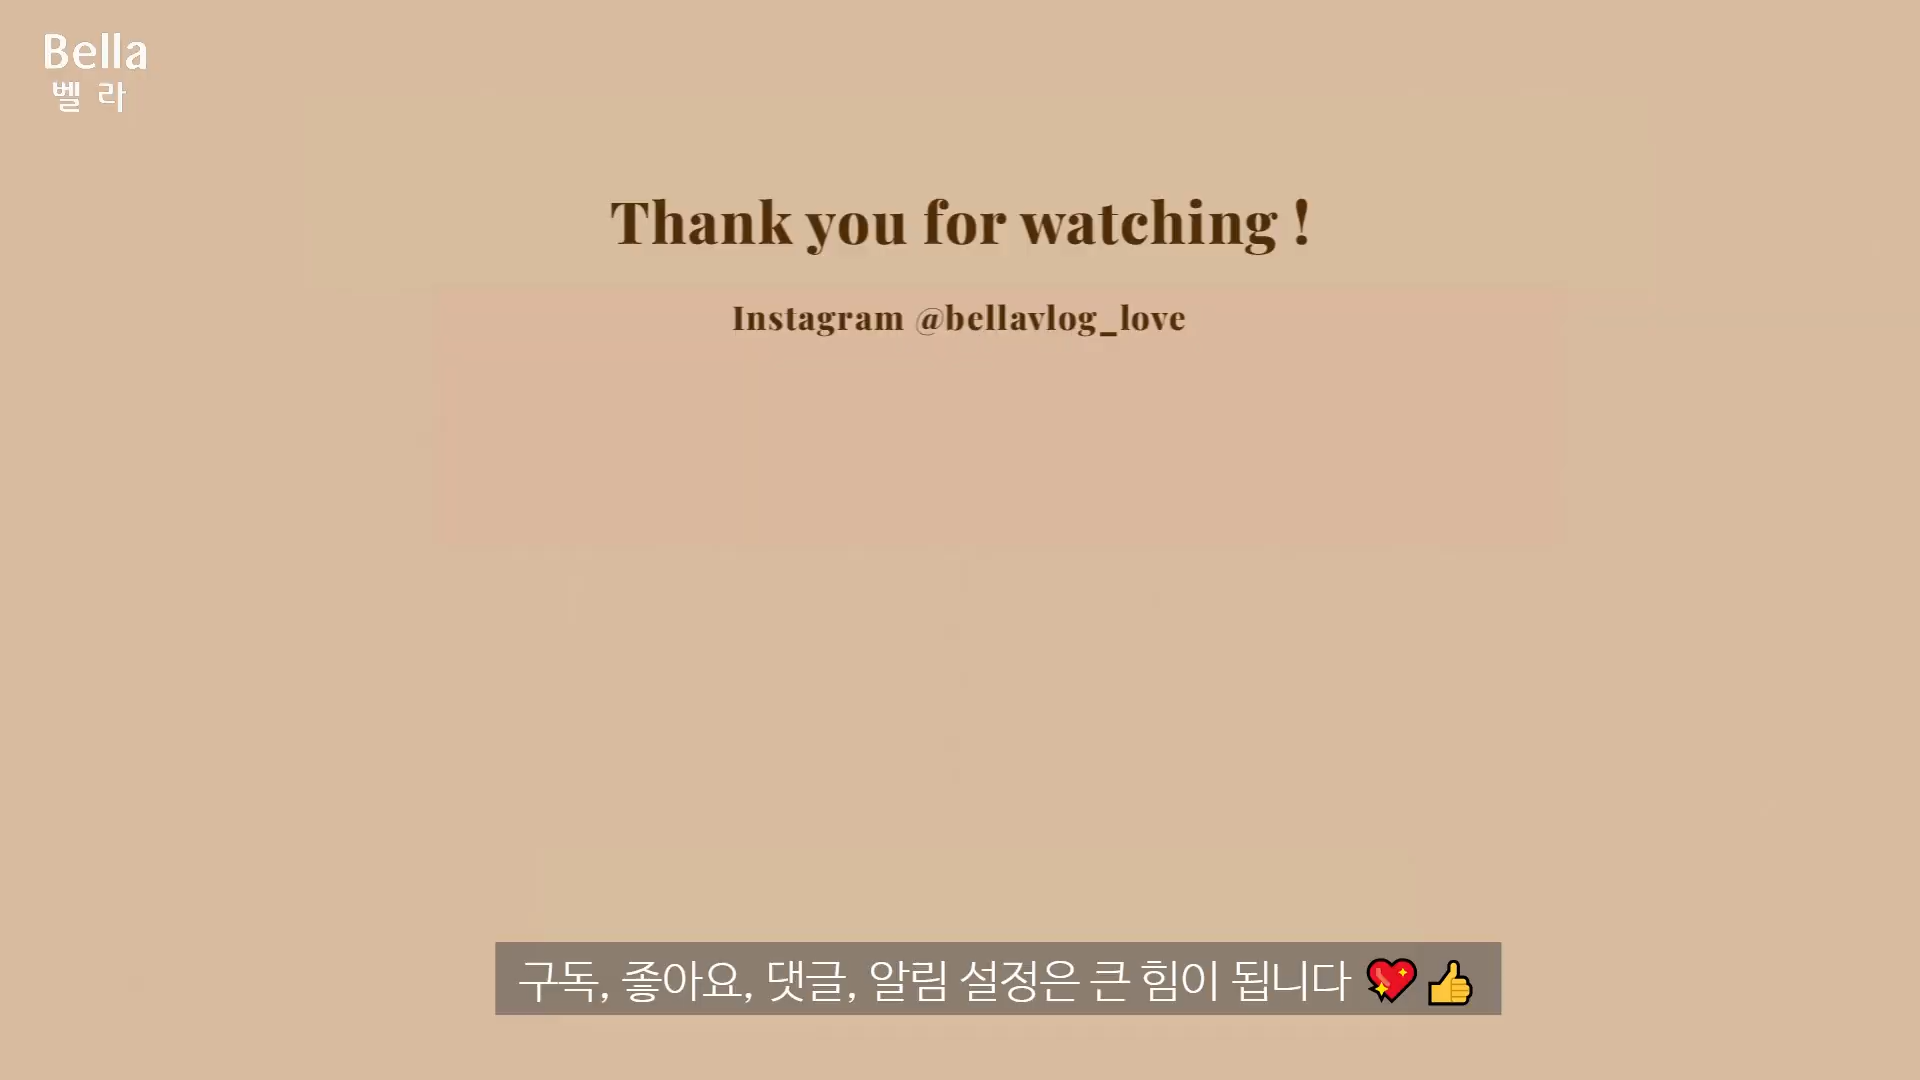 Bella
벨 라
Thank you for watching !
Instagram @bellavlog_love
구독, 좋아요, 댓글, 알림 설정은 큰 힘이 됩니다 💖👍